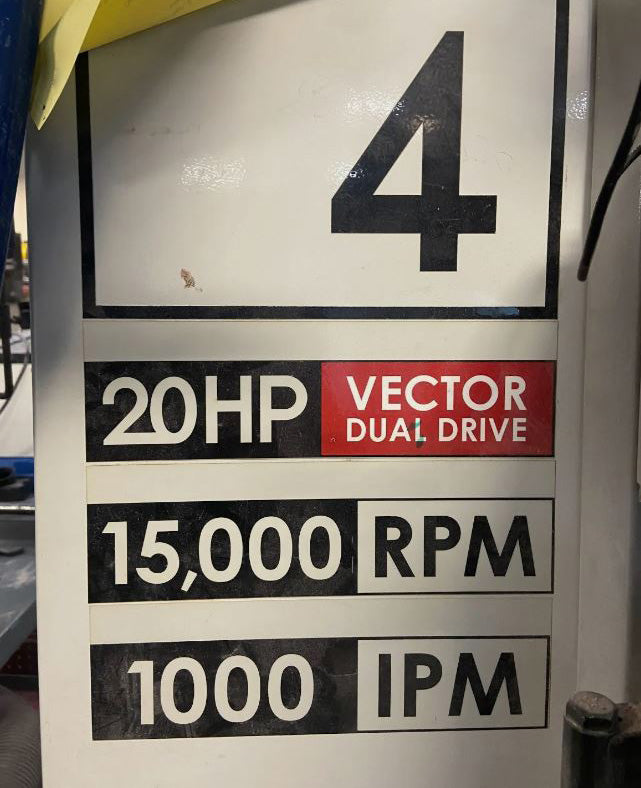 4
20HP VECTOR
DUAL DRIVE
15,000 RPM
1000 IPM